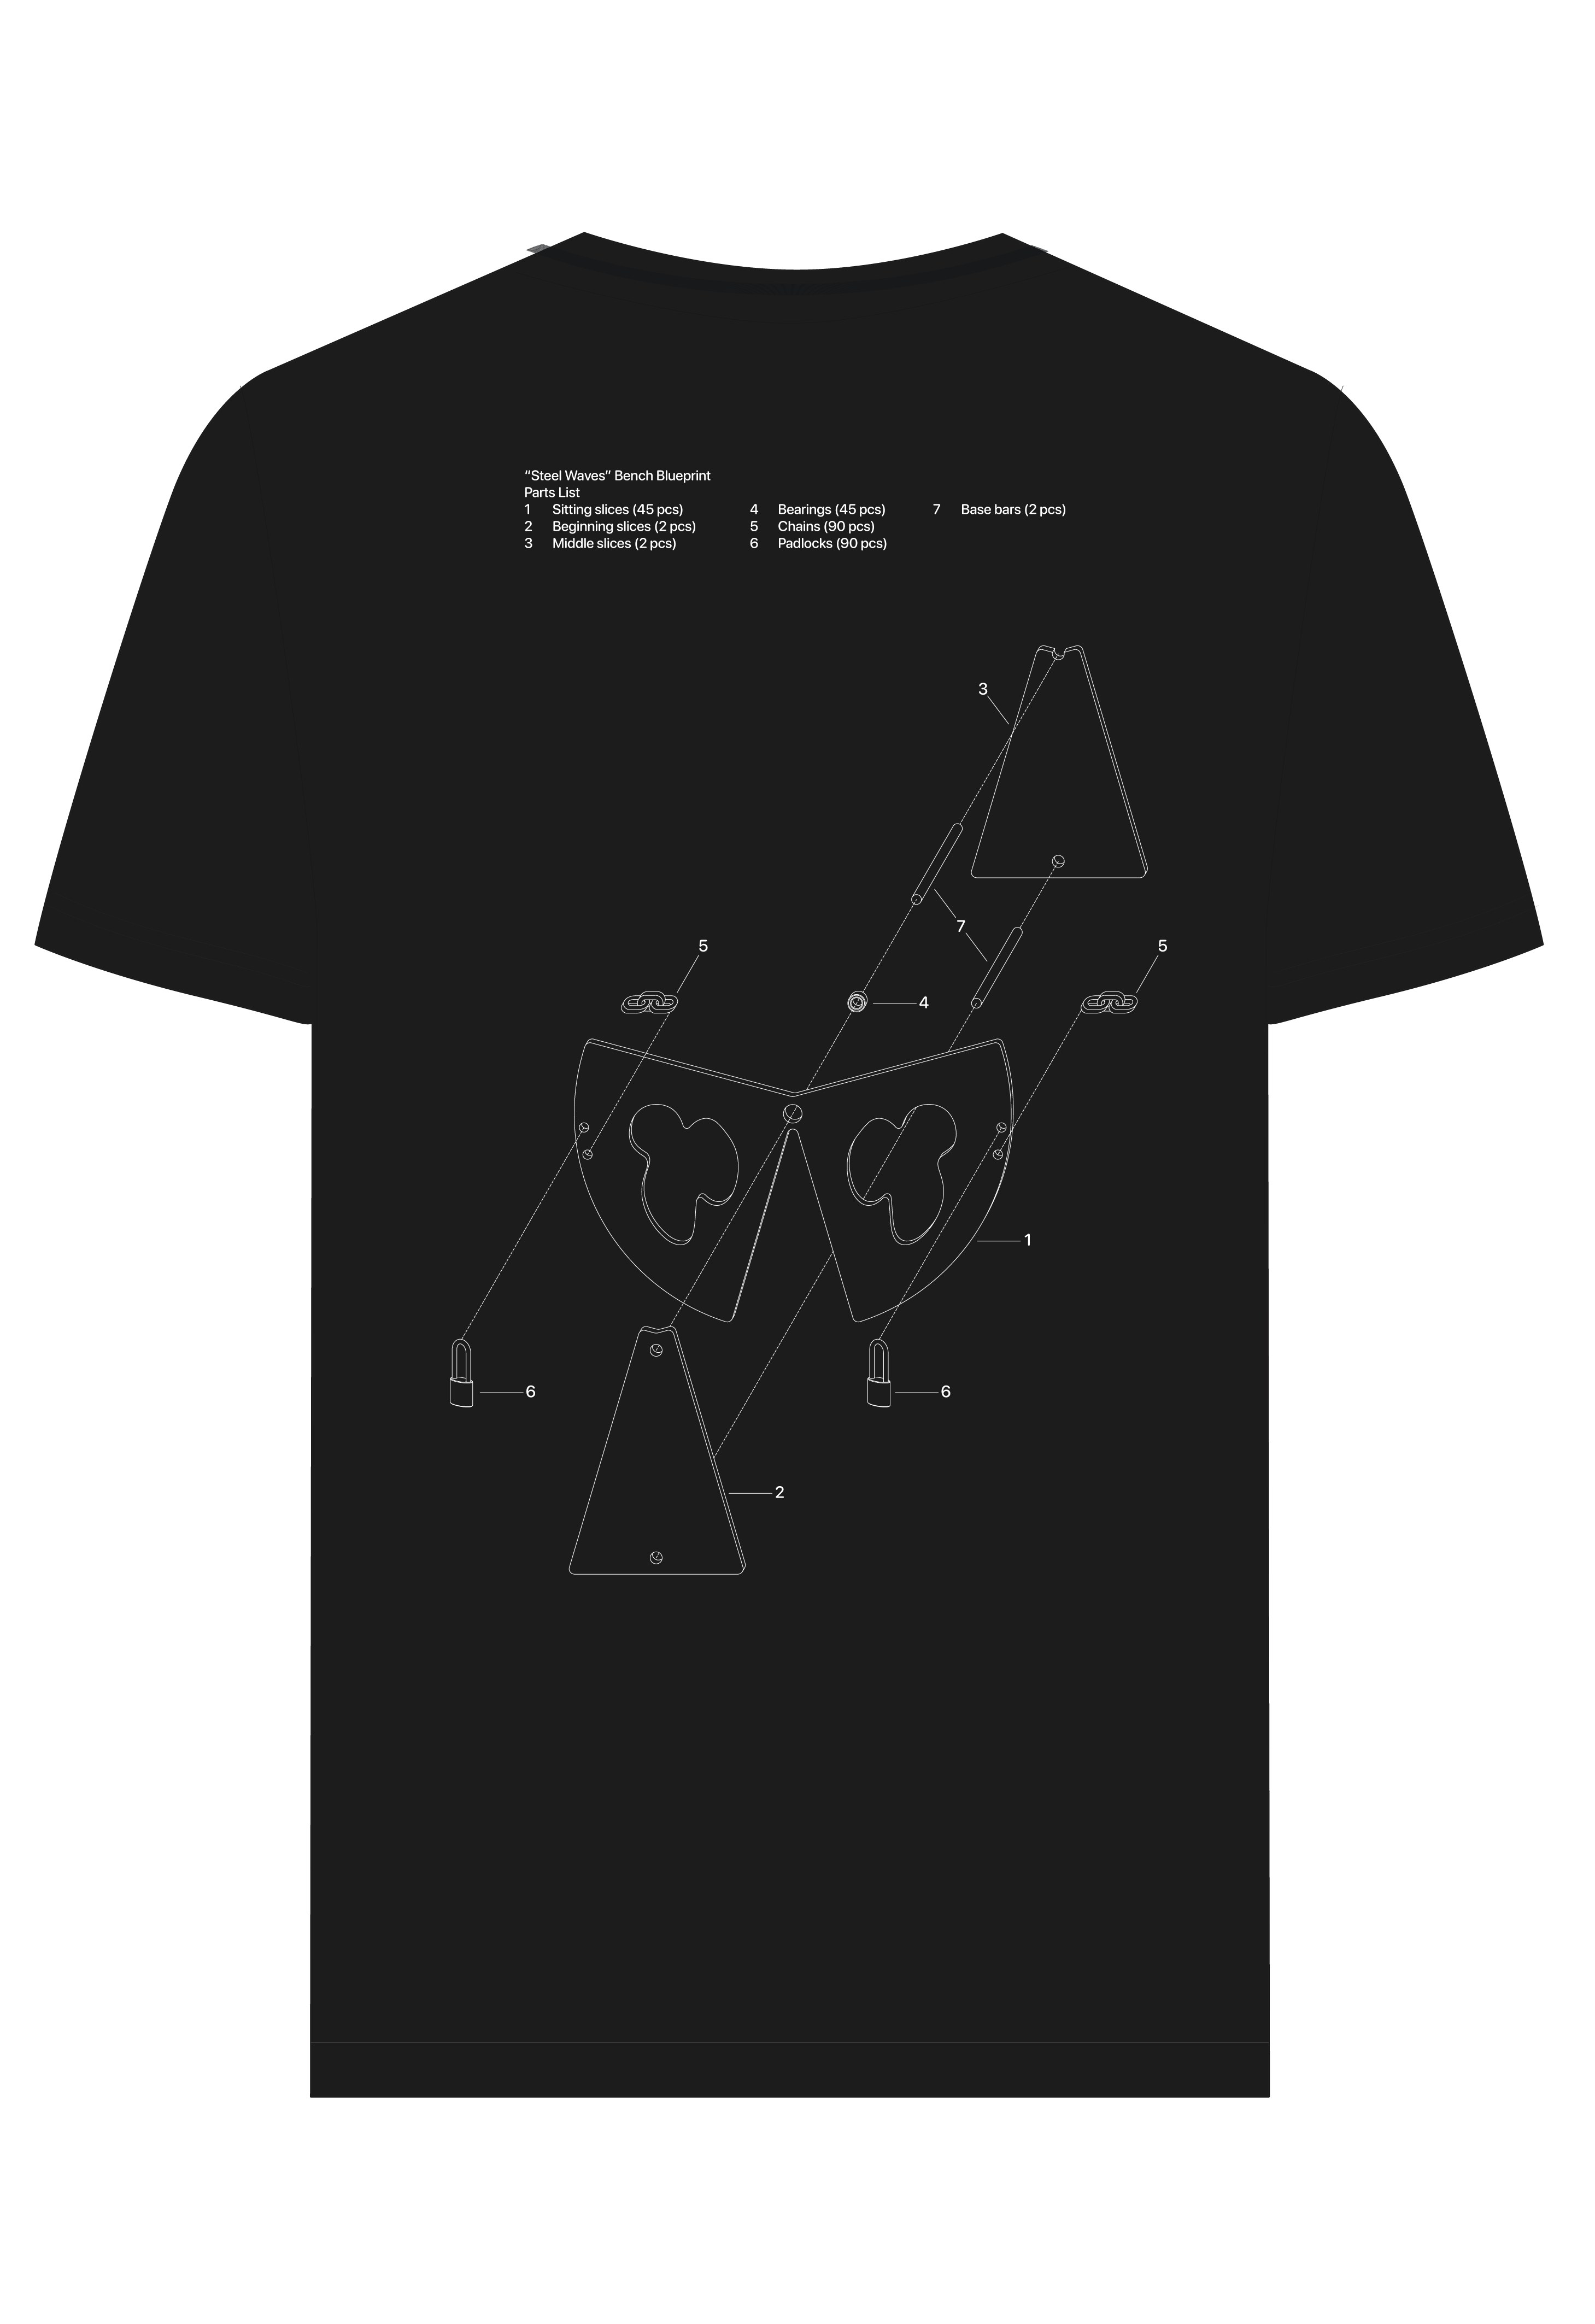 “Steel Waves” Bench Blueprint
Parts List
1 Sitting slices (45 pcs)
2 Beginning slices (2 pcs)
3 Middle slices (2 pcs)
4 Bearings (45 pcs)
5 Chains (90 pcs)
6 Padlocks (90 pcs)
7 Base bars (2 pcs)
3
7
5
5
4
1
6
6
2